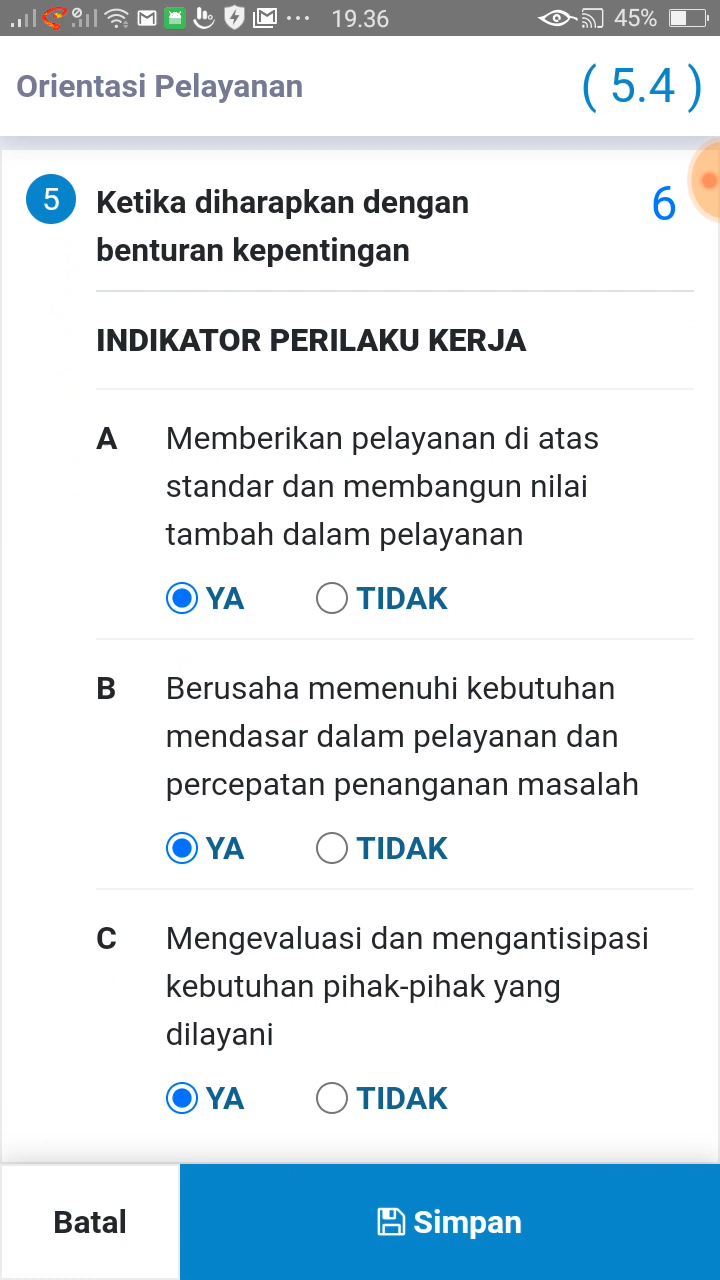 19.36
45%
Orientasi Pelayanan
( 5.4 )
5
Ketika diharapkan dengan
6
benturan kepentingan
INDIKATOR PERILAKU KERJA
A
Memberikan pelayanan di atas
standar dan membangun nilai
tambah dalam pelayanan
YA
TIDAK
B
Berusaha memenuhi kebutuhan
mendasar dalam pelayanan dan
percepatan penanganan masalah
YA
TIDAK
C
Mengevaluasi dan mengantisipasi
kebutuhan pihak-pihak yang
dilayani
YA
TIDAK
Batal
Simpan